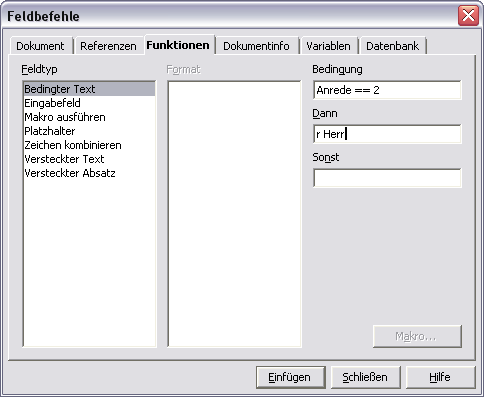 Feldbefehle
Dokument Referenzen Funktionen Dokumentinfo Variablen Datenbank
Feldtyp Format Bedingung
Bedingter Text
Eingabefeld
Makro ausführen
Platzhalter
Zeichen kombinieren
Versteckter Text
Versteckter Absatz
Anrede == 2
Dann
r Herr
Sonst
Makro...
Einfügen Schließen Hilfe